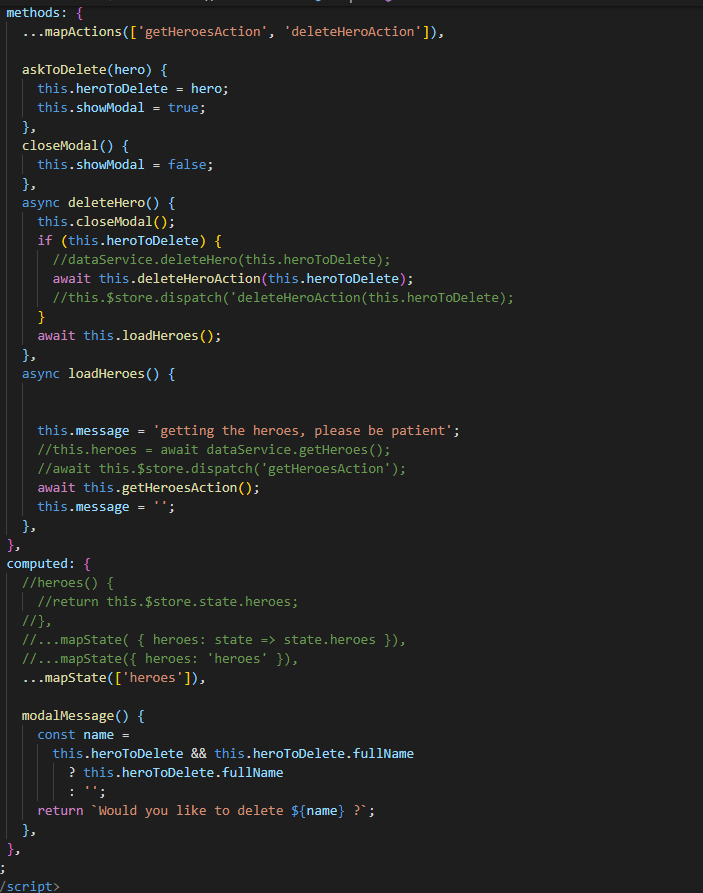 methods: {
  ...mapActions(['getHeroesAction', 'deleteHeroAction']),

  askToDelete(hero) {
    this.heroToDelete = hero;
    this.showModal = true;
  },
  closeModal() {
    this.showModal = false;
  },
  async deleteHero() {
    this.closeModal();
    if (this.heroToDelete) {
      //dataService.deleteHero(this.heroToDelete);
      await this.deleteHeroAction(this.heroToDelete);
      //this.$store.dispatch('deleteHeroAction(this.heroToDelete);
    }
    await this.loadHeroes();
  },
  async loadHeroes() {


    this.message = 'getting the heroes, please be patient';
    //this.heroes = await dataService.getHeroes();
    //await this.$store.dispatch('getHeroesAction');
    await this.getHeroesAction();
    this.message = '';
  },
},
computed: {
  //heroes() {
    //return this.$store.state.heroes;
  //},
  //...mapState( { heroes: state => state.heroes }),
  //...mapState({ heroes: 'heroes' }),
  ...mapState(['heroes']),

  modalMessage() {
    const name =
      this.heroToDelete && this.heroToDelete.fullName
        ? this.heroToDelete.fullName
        : '';
    return `Would you like to delete ${name} ?`;
  },
},
;
/script>